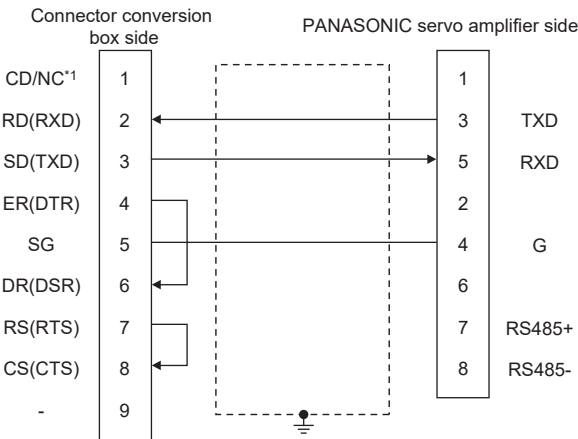 Connector conversion
box side
PANASONIC servo amplifier side
CD/NC*1 1 1
RD(RXD) 2 3 TXD
SD(TXD) 3 5 RXD
ER(DTR) 4 2
SG 5 4 G
DR(DSR) 6 6
RS(RTS) 7 7 RS485+
CS(CTS) 8 8 RS485-
- 9